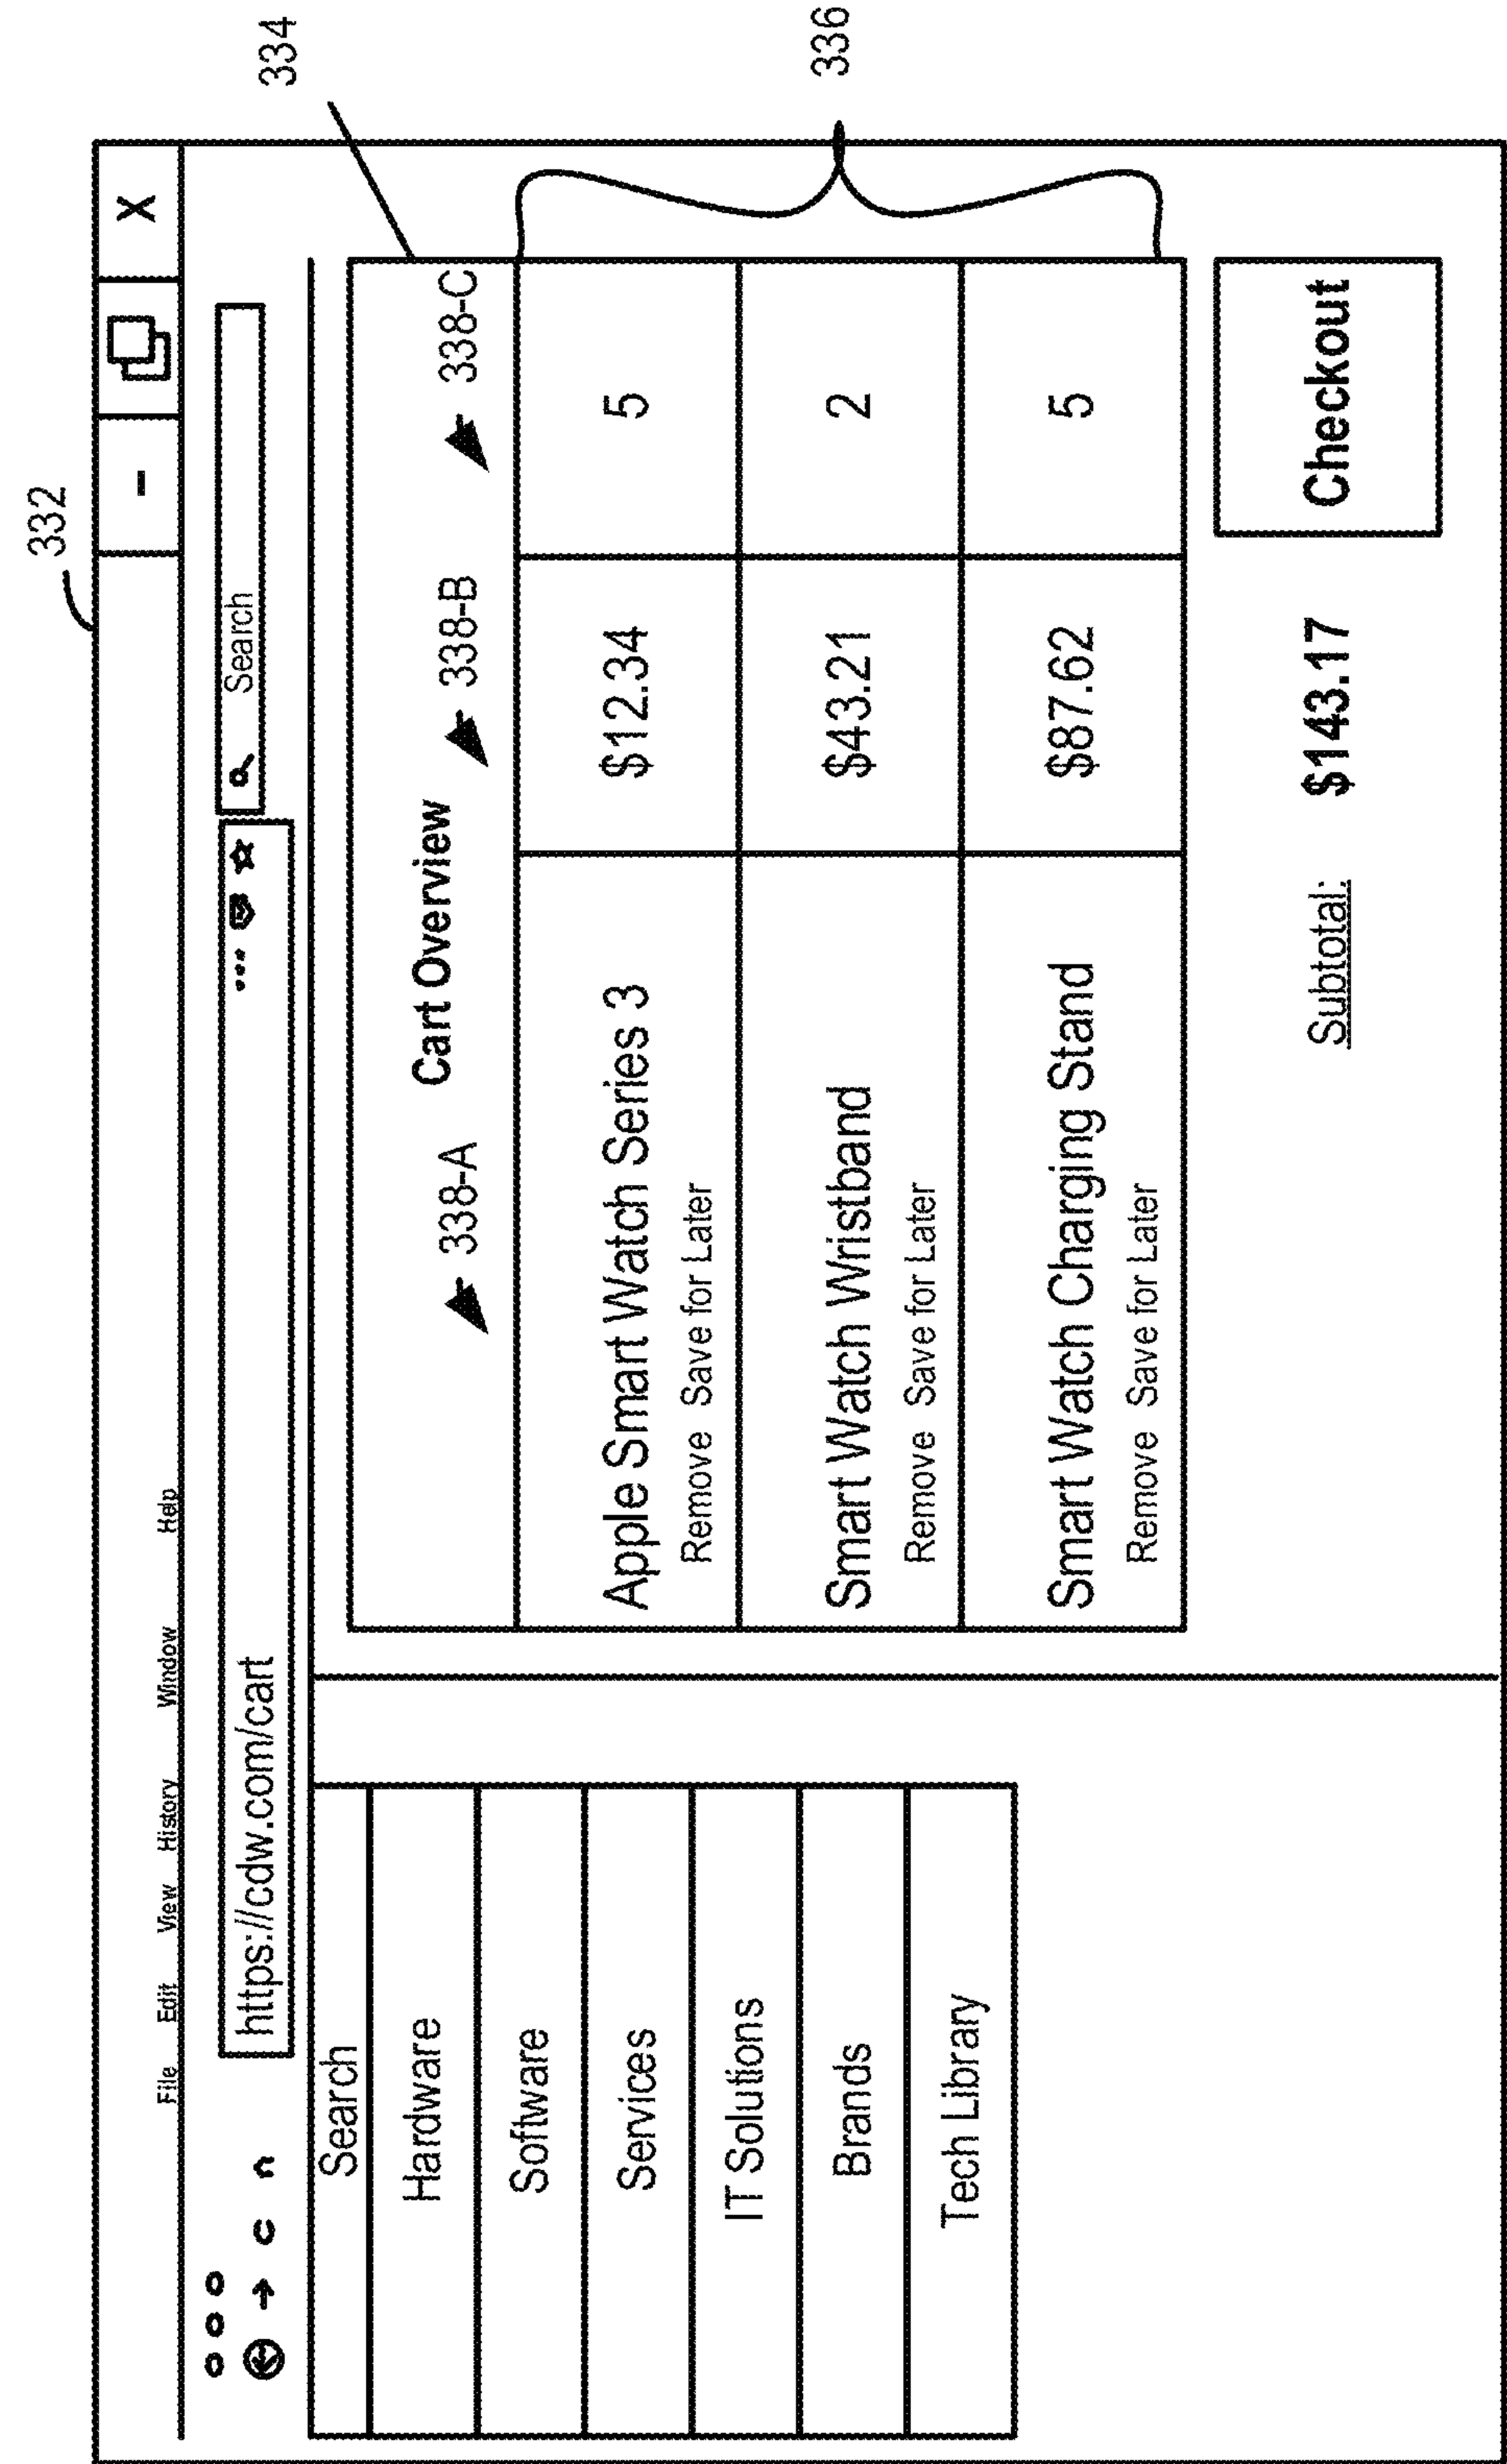 332
- X
File Edit View History Window Help
https://cdw.com/cart ... Search
334
Search
Hardware
Software
Services
IT Solutions
Brands
Tech Library
Cart Overview
338-A 338-B 338-C
Apple Smart Watch Series 3 $12.34 5
Remove Save for Later
Smart Watch Wristband $43.21 2
Remove Save for Later
336
Smart Watch Charging Stand $87.62 5
Remove Save for Later
Subtotal: $143.17 Checkout